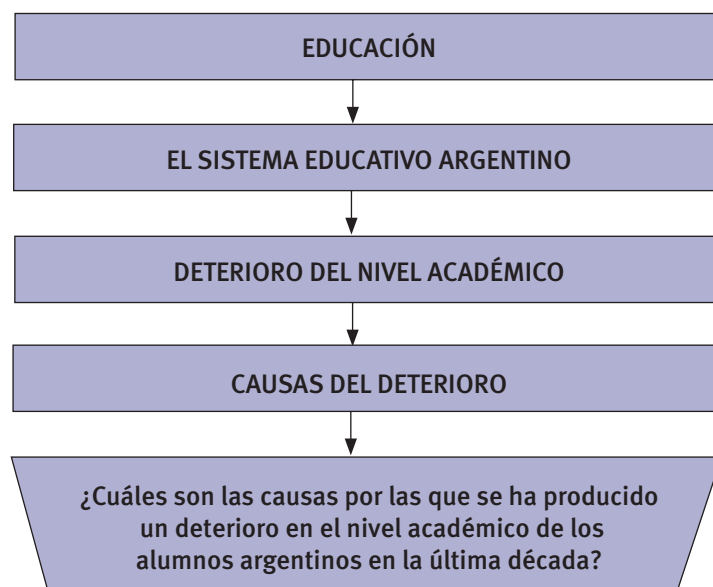 EDUCACIÓN
EL SISTEMA EDUCATIVO ARGENTINO
DETERIORO DEL NIVEL ACADÉMICO
CAUSAS DEL DETERIORO
¿Cuáles son las causas por las que se ha producido
un deterioro en el nivel académico de los
alumnos argentinos en la última década?